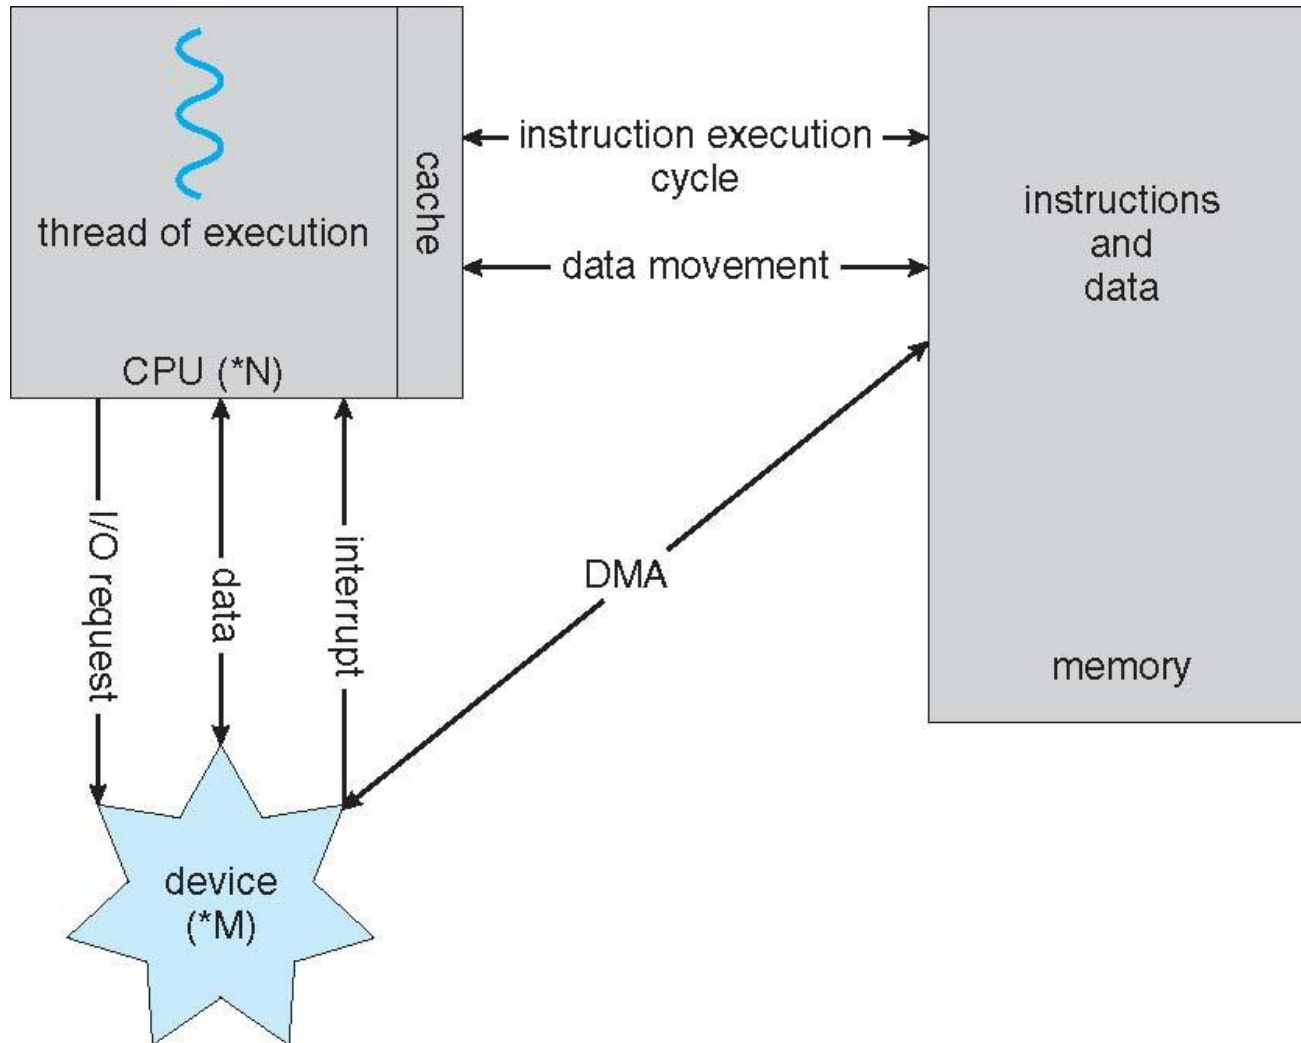 thread of execution
cache
CPU (*N)
instruction execution
cycle
data movement
instructions
and
data
memory
I/O request
data
interrupt
DMA
device
(*M)